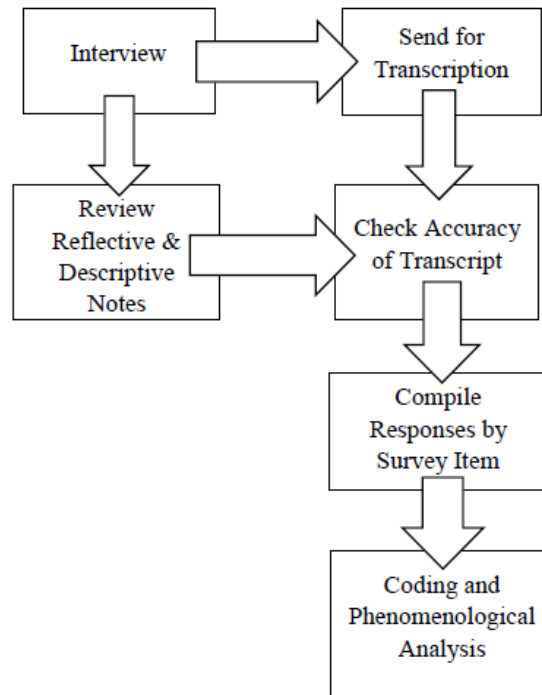 Interview
Send for
Transcription
Review
Reflective &
Descriptive
Notes
Check Accuracy
of Transcript
Compile
Responses by
Survey Item
Coding and
Phenomenological
Analysis